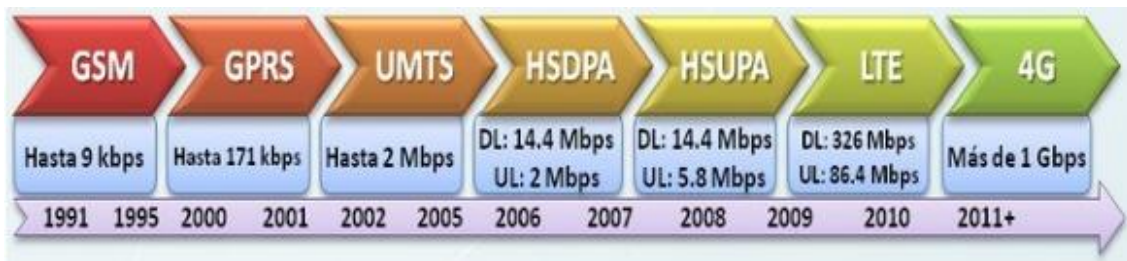 GSM GPRS UMTS HSDPA HSUPA LTE 4G
Hasta 9 kbps
Hasta 171 kbps
Hasta 2 Mbps
DL: 14.4 Mbps
UL: 2 Mbps
DL: 14.4 Mbps
UL: 5.8 Mbps
DL: 326 Mbps
UL: 86.4 Mbps
Más de 1 Gbps
1991 1995 2000 2001 2002 2005 2006 2007 2008 2009 2010 2011+